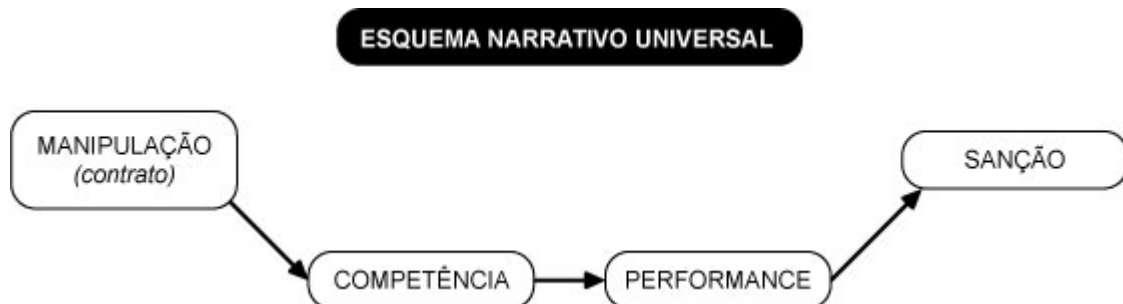 ESQUEMA NARRATIVO UNIVERSAL
MANIPULAÇÃO
(contrato)
SANÇÃO
COMPETÊNCIA
PERFORMANCE